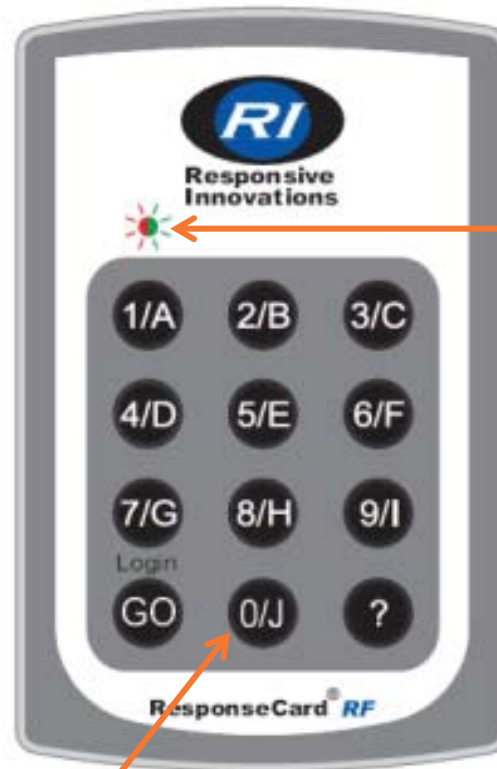 RI
Responsive
Innovations
1/A 2/B 3/C
4/D 5/E 6/F
7/G 8/H 9/I
Login
GO 0/J ?
ResponseCard® RF